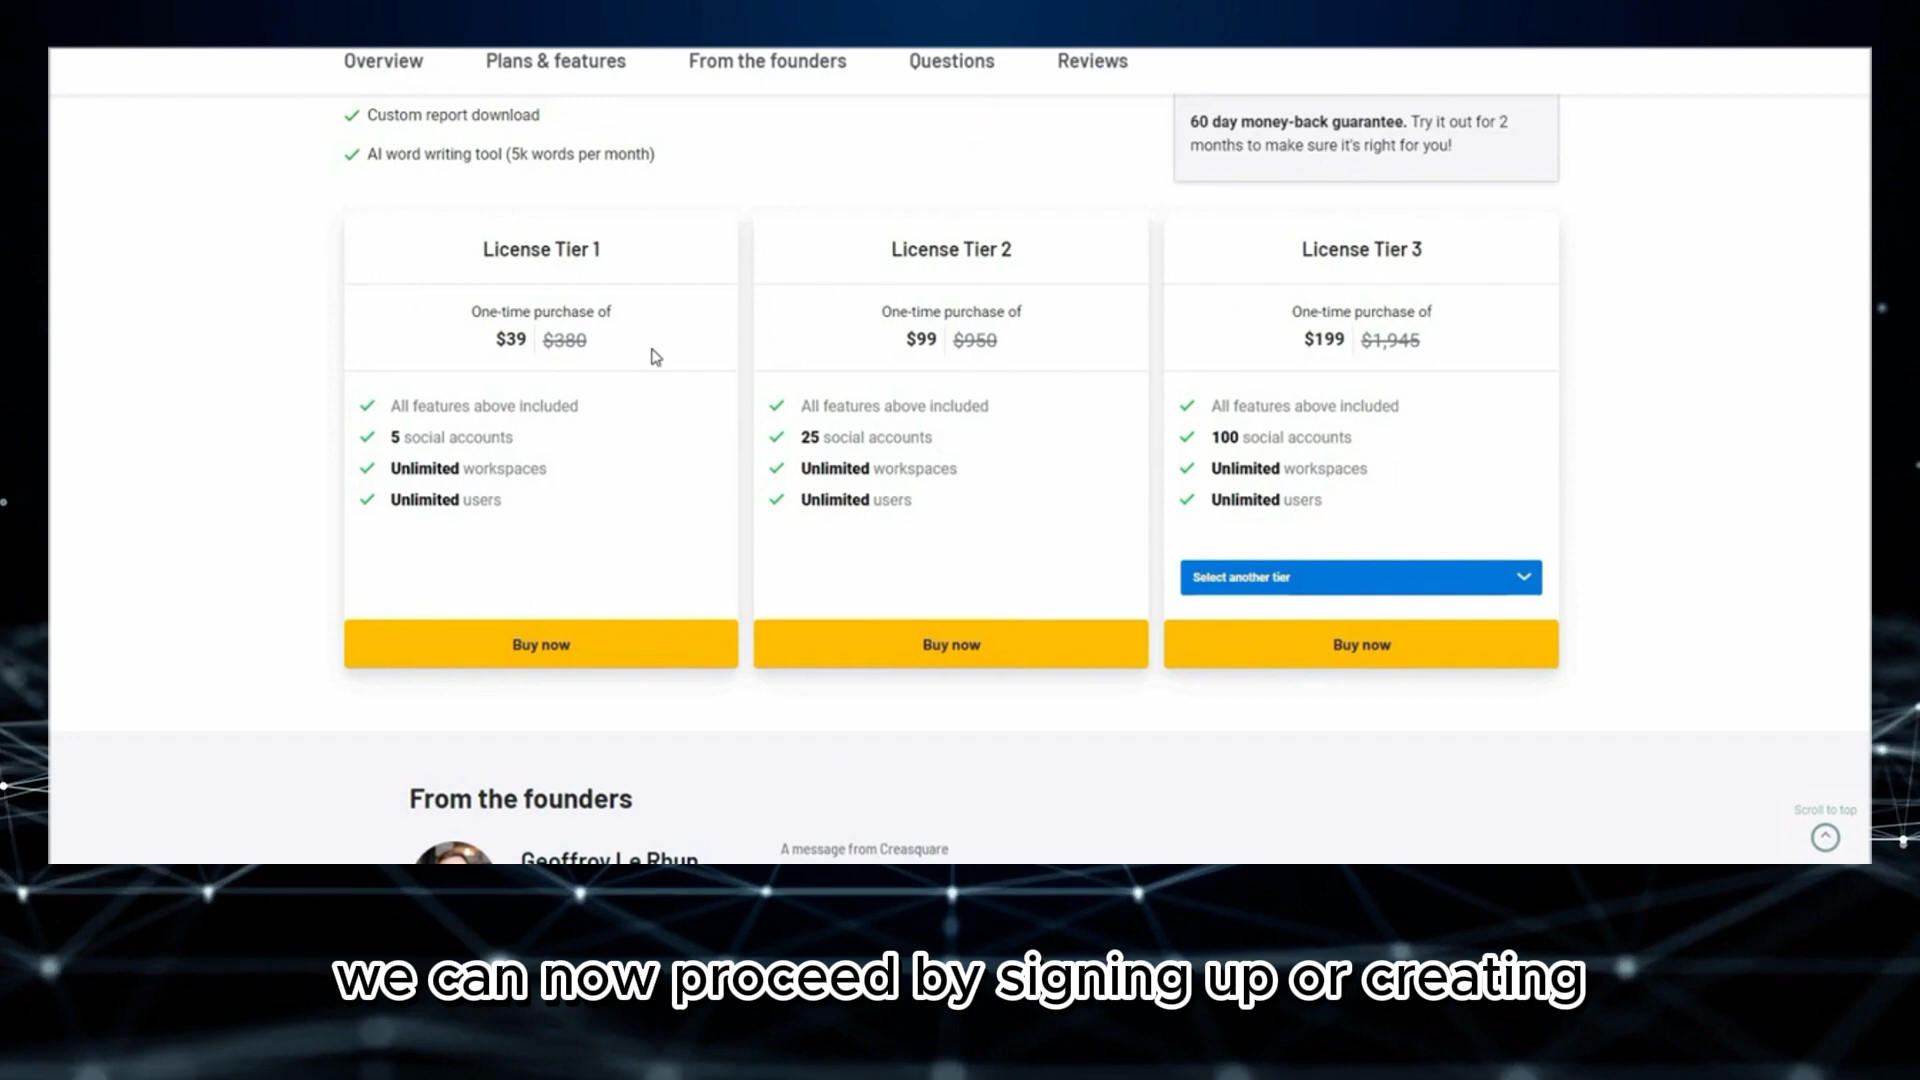 Overview Plans & features From the founders Questions Reviews
Custom report download
AI word writing tool (5k words per month)
60 day money-back guarantee. Try it out for 2
months to make sure it's right for you!
License Tier 1
One-time purchase of
$39 $380
All features above included
5 social accounts
Unlimited workspaces
Unlimited users
Buy now
License Tier 2
One-time purchase of
$99 $950
All features above included
25 social accounts
Unlimited workspaces
Unlimited users
Buy now
License Tier 3
One-time purchase of
$199 $1,945
All features above included
100 social accounts
Unlimited workspaces
Unlimited users
Select another tier
Buy now
From the founders
Geoffroy Le Rhun
A message from Creasquare
Scroll to top
we can now proceed by signing up or creating